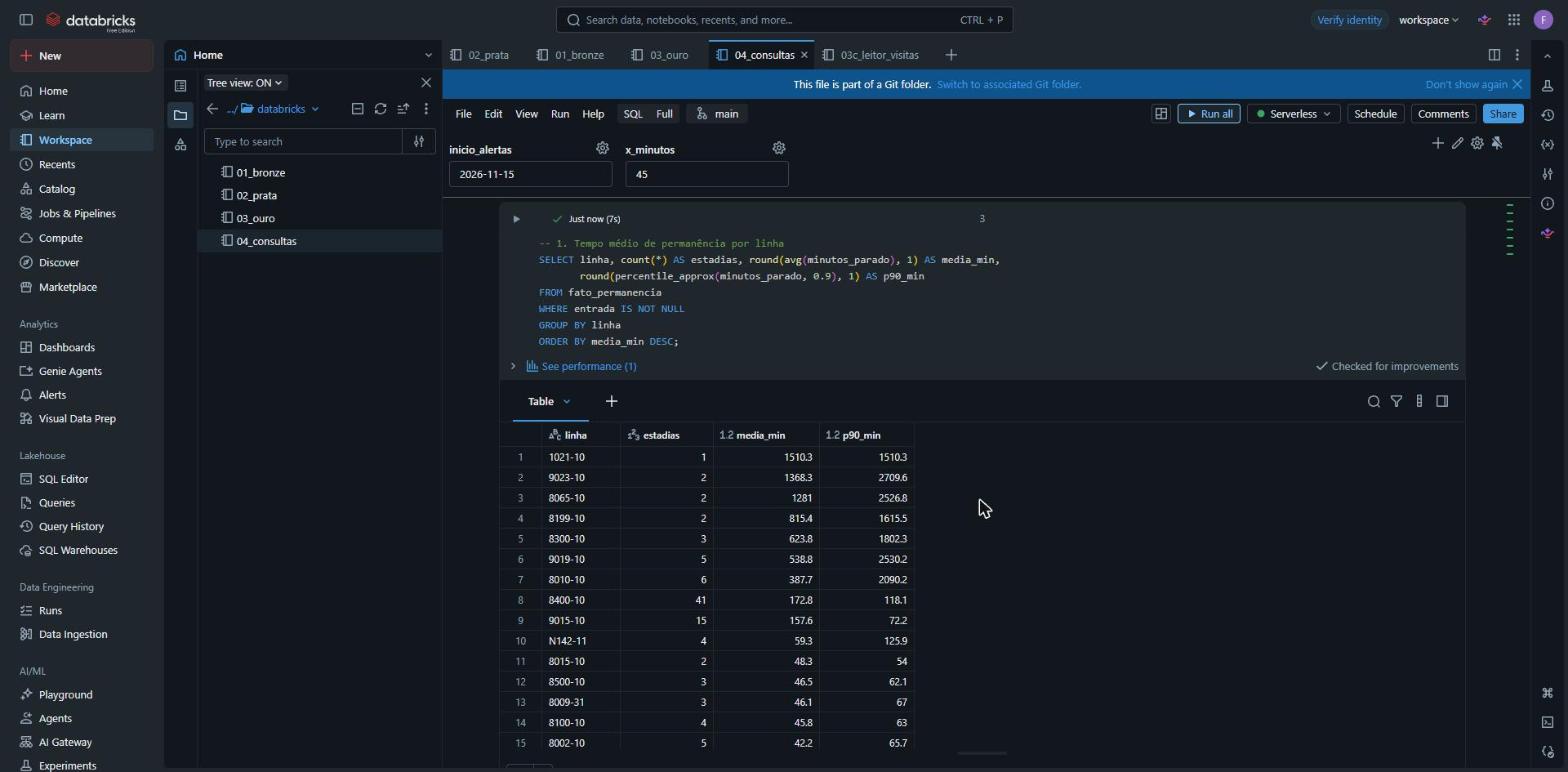 databricks
Free Edition
Search data, notebooks, recents, and more...
CTRL + P
Verify identity
workspace
F
New
Home
Learn
Workspace
Recents
Catalog
Jobs & Pipelines
Compute
Discover
Marketplace
Analytics
Dashboards
Genie Agents
Alerts
Visual Data Prep
Lakehouse
SQL Editor
Queries
Query History
SQL Warehouses
Data Engineering
Runs
Data Ingestion
AI/ML
Playground
Agents
AI Gateway
Experiments
Home
Tree view: ON
../ databricks
Type to search
01_bronze
02_prata
03_ouro
04_consultas
02_prata
01_bronze
03_ouro
04_consultas
03c_leitor_visitas
This file is part of a Git folder. Switch to associated Git folder.
Don't show again
File Edit View Run Help SQL Full main
Run all
Serverless
Schedule
Comments
Share
inicio_alertas
2026-11-15
x_minutos
45
Just now (7s)
3
-- 1. Tempo médio de permanência por linha
SELECT linha, count(*) AS estadias, round(avg(minutos_parado), 1) AS media_min,
round(percentile_approx(minutos_parado, 0.9), 1) AS p90_min
FROM fato_permanencia
WHERE entrada IS NOT NULL
GROUP BY linha
ORDER BY media_min DESC;
See performance (1)
Checked for improvements
Table
linha estadias 1.2 media_min 1.2 p90_min
1 1021-10 1 1510.3 1510.3
2 9023-10 2 1368.3 2709.6
3 8065-10 2 1281 2526.8
4 8199-10 2 815.4 1615.5
5 8300-10 3 623.8 1802.3
6 9019-10 5 538.8 2530.2
7 8010-10 6 387.7 2090.2
8 8400-10 41 172.8 118.1
9 9015-10 15 157.6 72.2
10 N142-11 4 59.3 125.9
11 8015-10 2 48.3 54
12 8500-10 3 46.5 62.1
13 8009-31 3 46.1 67
14 8100-10 4 45.8 63
15 8002-10 5 42.2 65.7